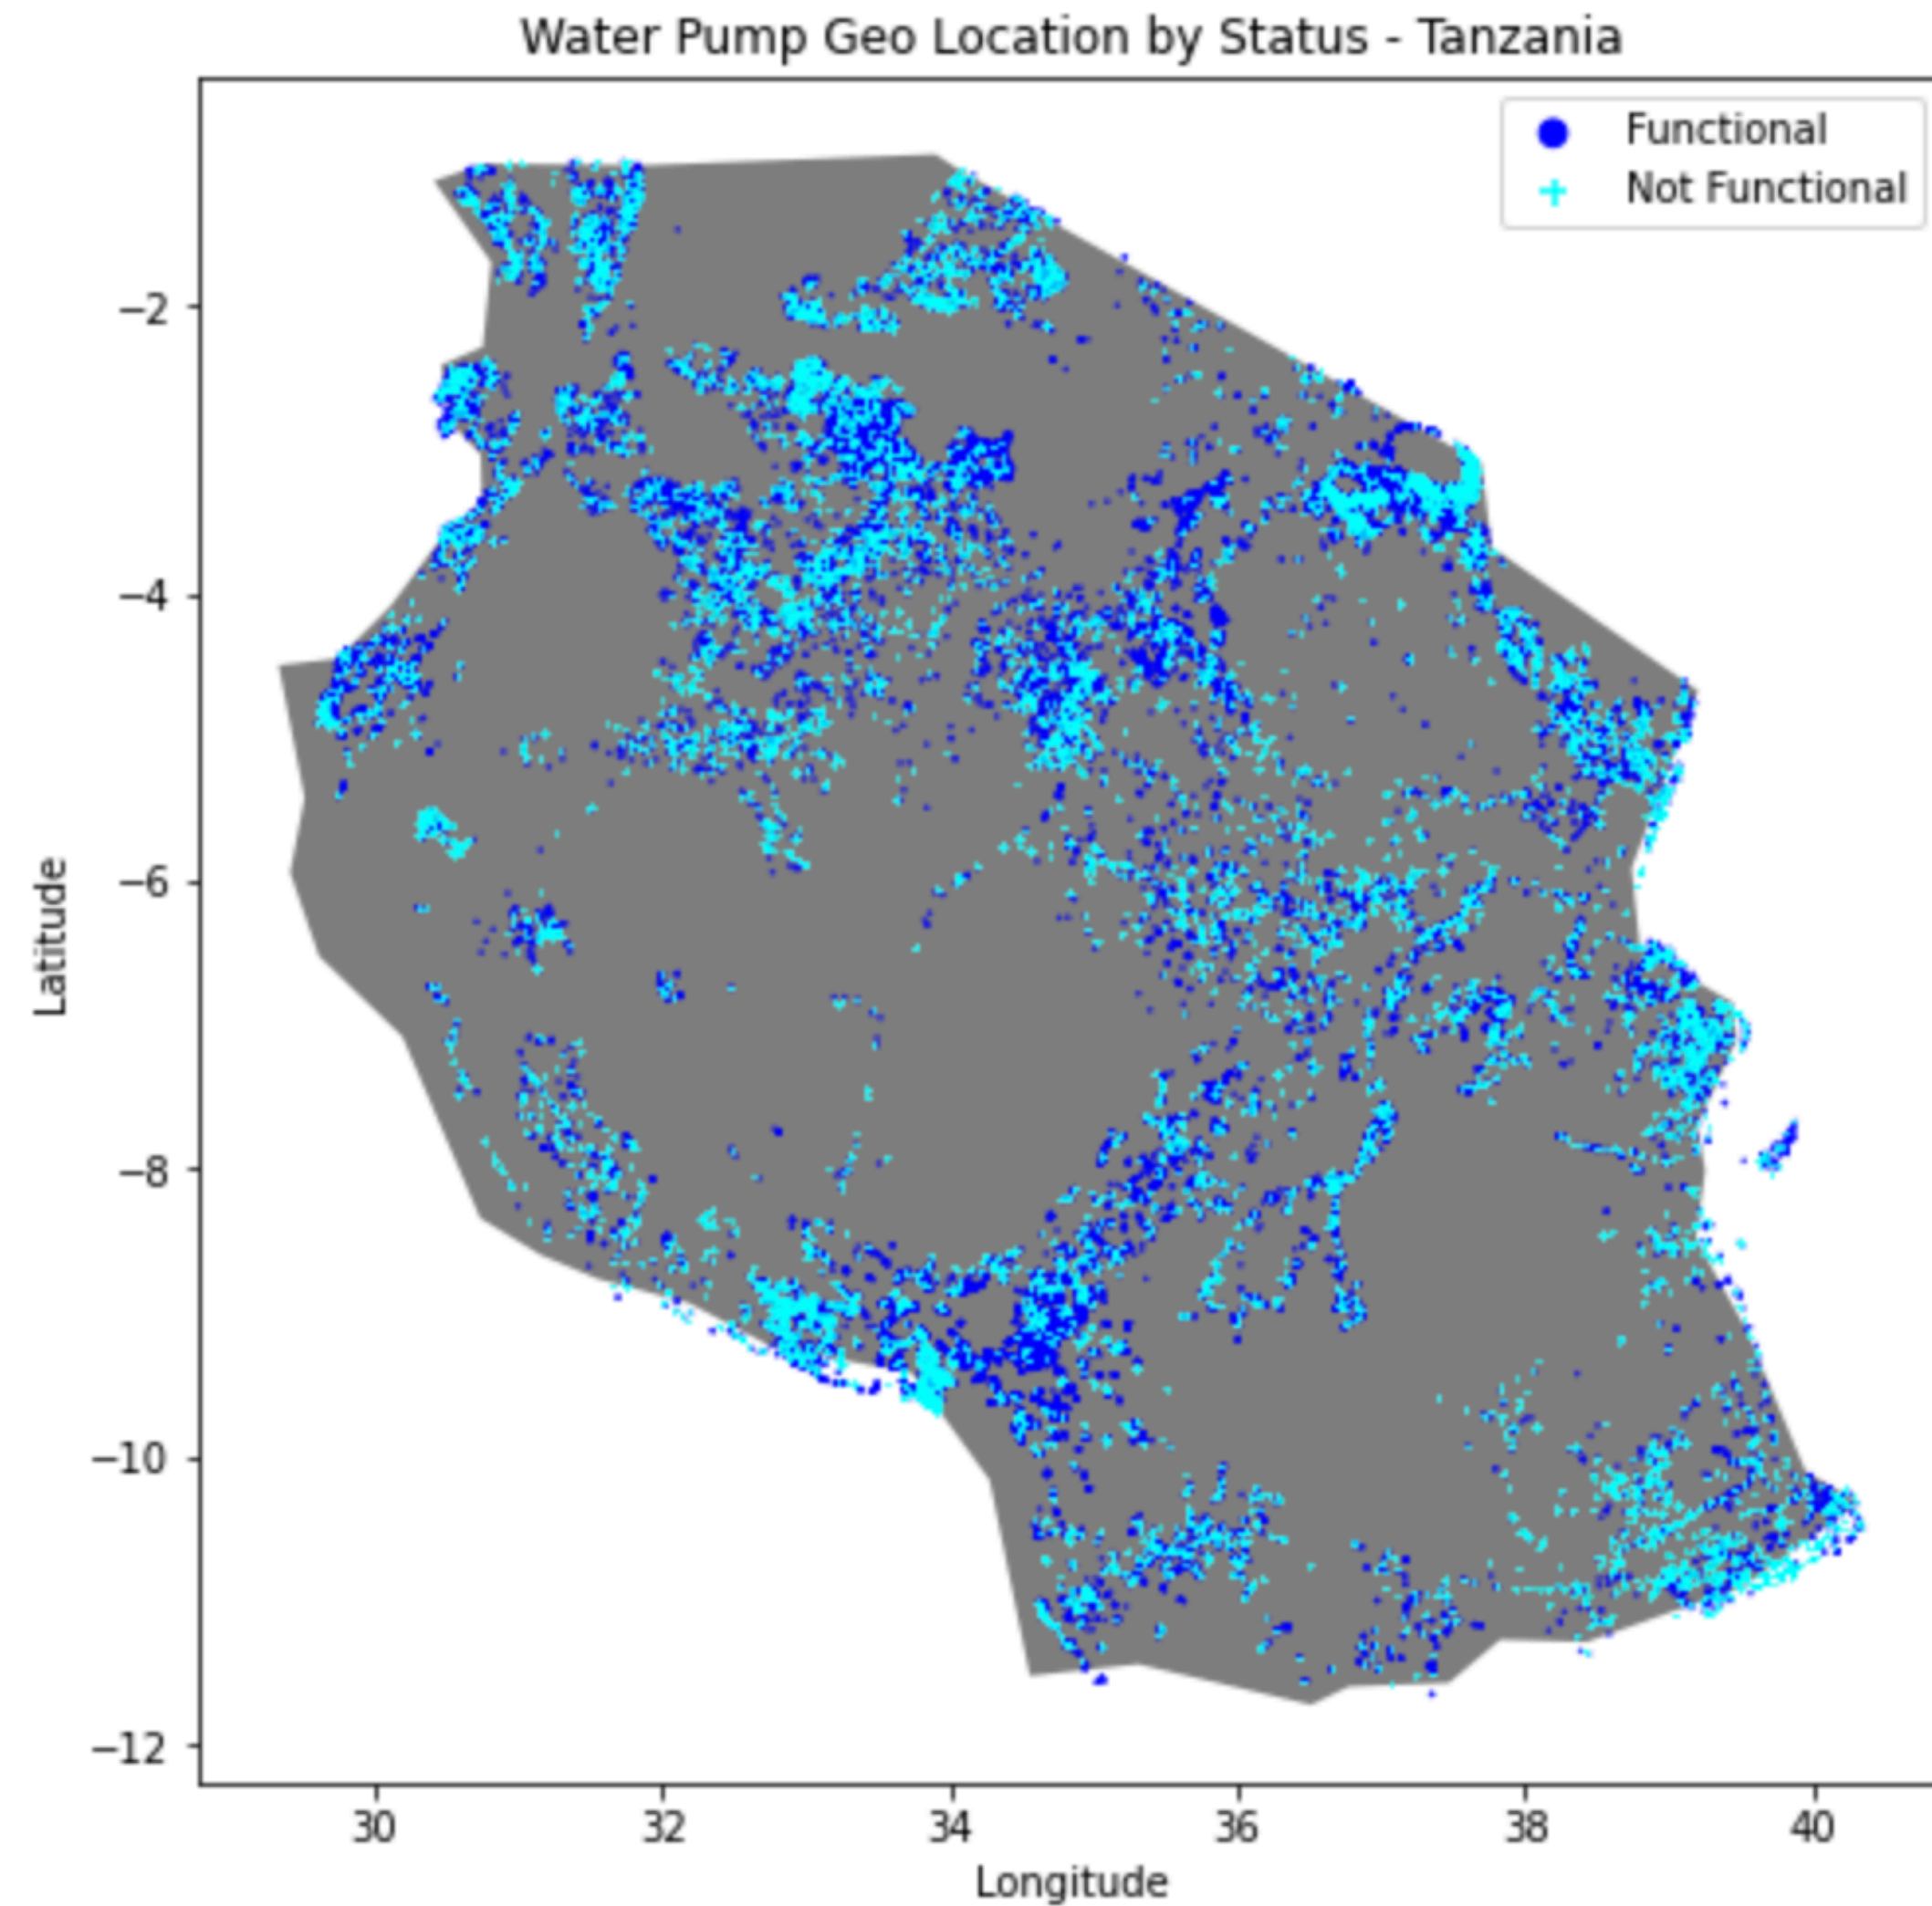 Water Pump Geo Location by Status - Tanzania
Functional
Not Functional
−2
−4
−6
−8
−10
−12
Latitude
30 32 34 36 38 40
Longitude